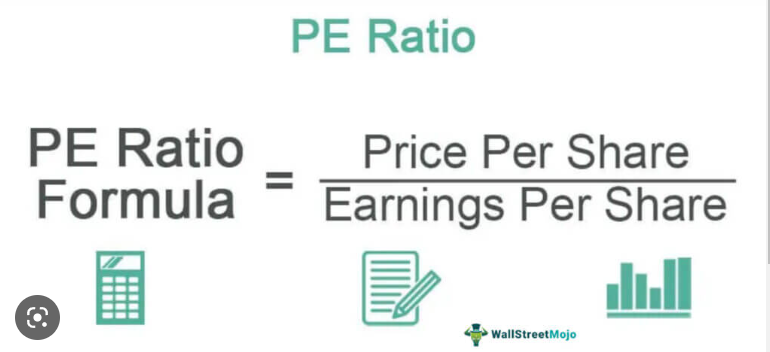 PE Ratio
PE Ratio
Formula
=
Price Per Share
Earnings Per Share
WallStreetMojo